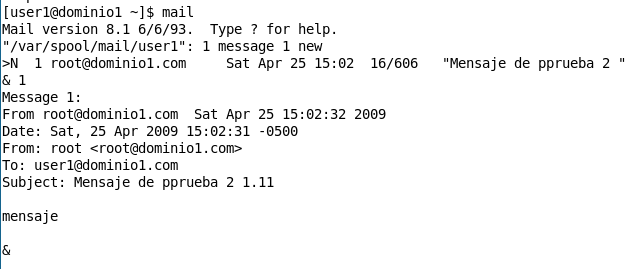 [user1@dominio1 ~]$ mail
Mail version 8.1 6/6/93.  Type ? for help.
"/var/spool/mail/user1": 1 message 1 new
>N  1 root@dominio1.com     Sat Apr 25 15:02  16/606   "Mensaje de pprueba 2 "
& 1
Message 1:
From root@dominio1.com  Sat Apr 25 15:02:32 2009
Date: Sat, 25 Apr 2009 15:02:31 -0500
From: root <root@dominio1.com>
To: user1@dominio1.com
Subject: Mensaje de pprueba 2 1.11

mensaje

&